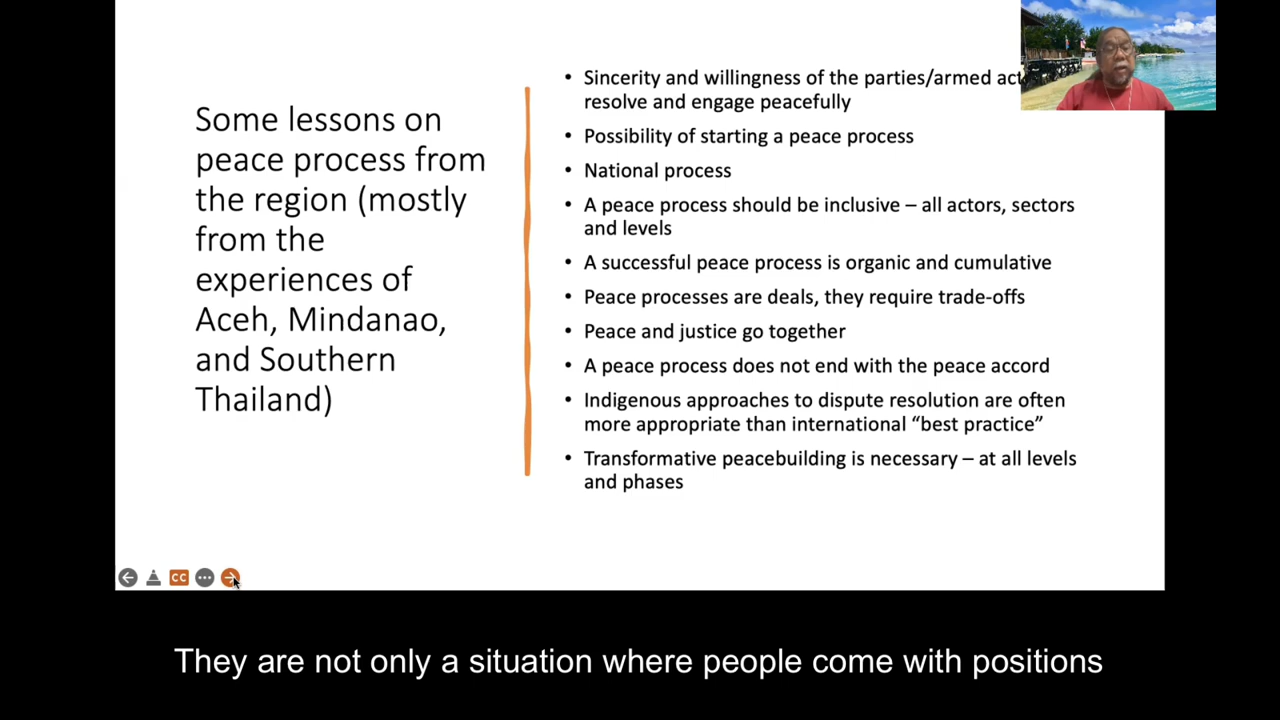 Some lessons on
peace process from
the region (mostly
from the
experiences of
Aceh, Mindanao,
and Southern
Thailand)
• Sincerity and willingness of the parties/armed
resolve and engage peacefully
• Possibility of starting a peace process
• National process
• A peace process should be inclusive – all actors, sectors
and levels
• A successful peace process is organic and cumulative
• Peace processes are deals, they require trade-offs
• Peace and justice go together
• A peace process does not end with the peace accord
• Indigenous approaches to dispute resolution are often
more appropriate than international “best practice”
• Transformative peacebuilding is necessary – at all levels
and phases
CC
They are not only a situation where people come with positions